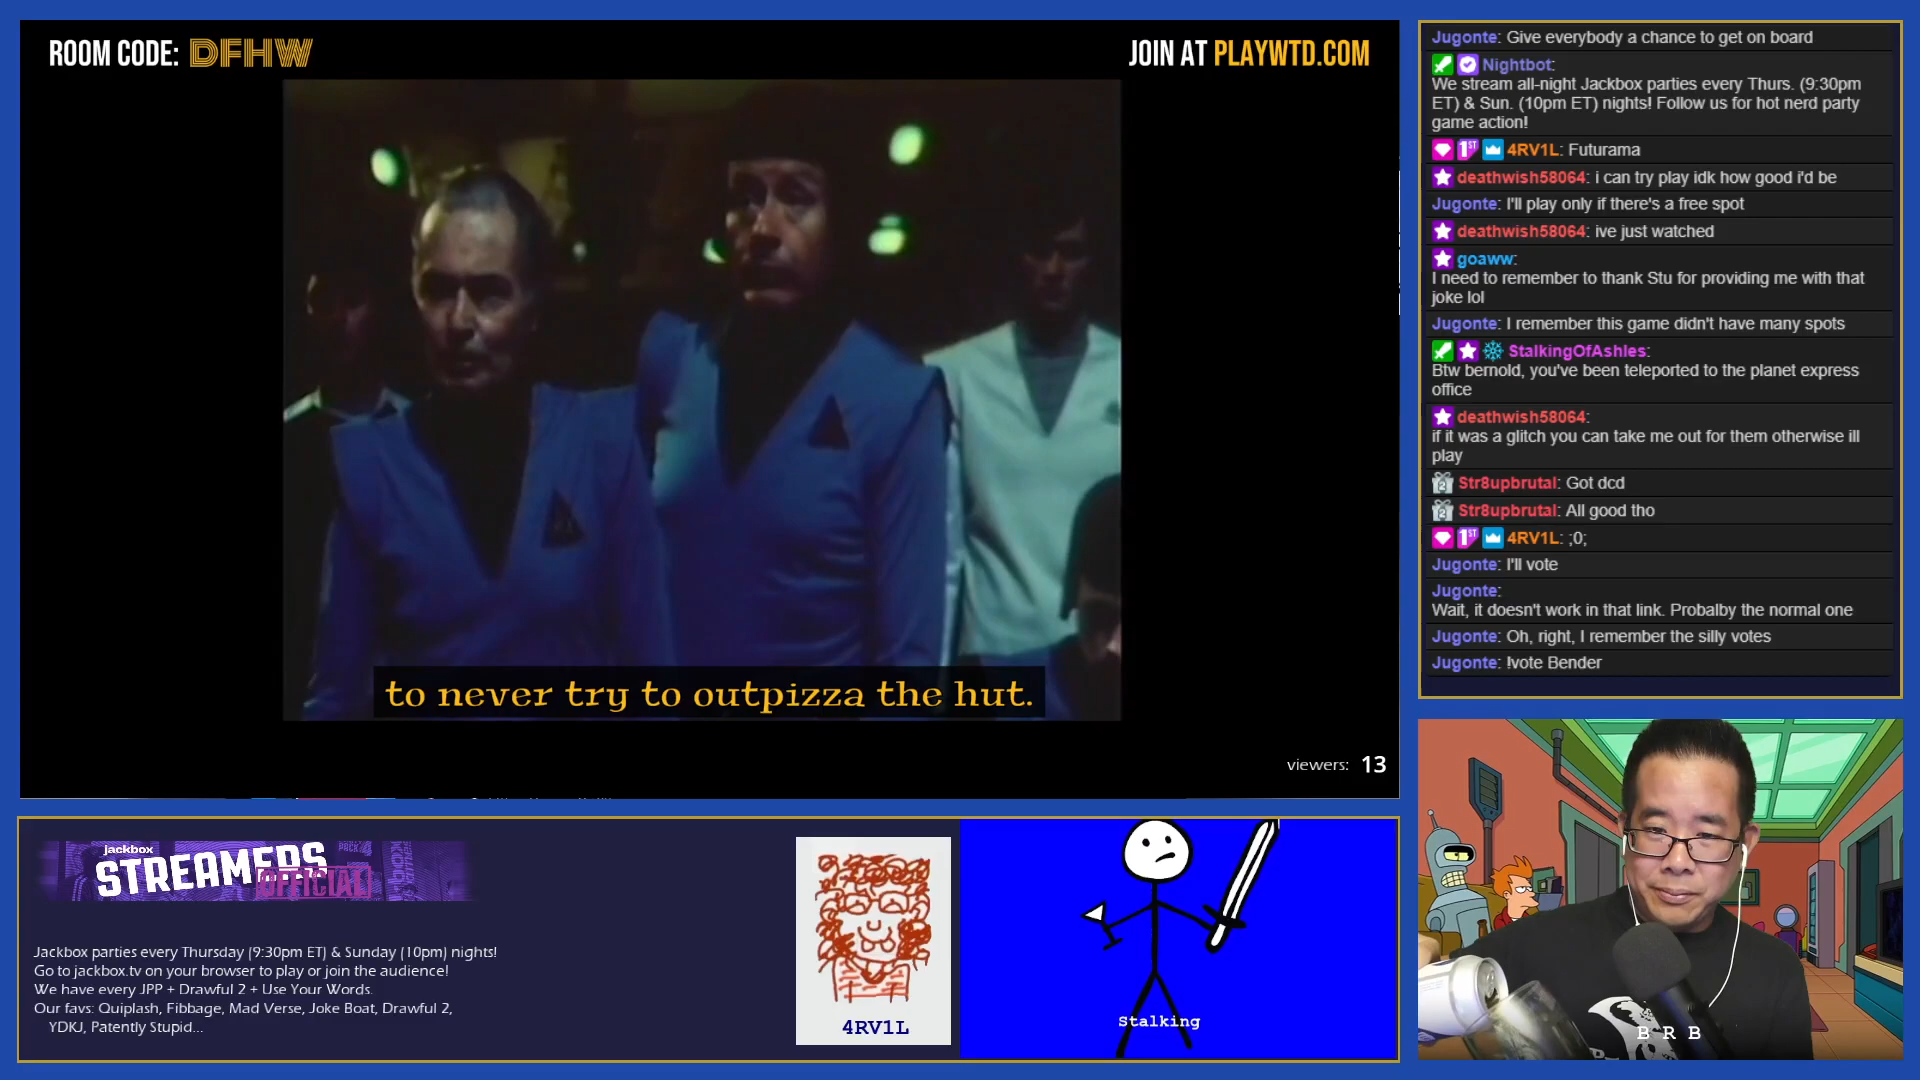 ROOM CODE: DFHW
JOIN AT PLAYWTD.COM
to never try to outpizza the hut.
viewers: 13
Jugonte: Give everybody a chance to get on board
Nightbot:
We stream all-night Jackbox parties every Thurs. (9:30pm
ET) & Sun. (10pm ET) nights! Follow us for hot nerd party
game action!
1ST 4RV1L: Futurama
deathwish58064: i can try play idk how good i'd be
Jugonte: I'll play only if there's a free spot
deathwish58064: ive just watched
goaww:
I need to remember to thank Stu for providing me with that
joke lol
Jugonte: I remember this game didn't have many spots
StalkingOfAshles:
Btw bernold, you've been teleported to the planet express
office
deathwish58064:
if it was a glitch you can take me out for them otherwise ill
play
2 Str8upbrutal: Got dcd
2 Str8upbrutal: All good tho
1ST 4RV1L: ;0;
Jugonte: I'll vote
Jugonte:
Wait, it doesn't work in that link. Probalby the normal one
Jugonte: Oh, right, I remember the silly votes
Jugonte: !vote Bender
jackbox
STREAMERS
OFFICIAL
Jackbox parties every Thursday (9:30pm ET) & Sunday (10pm) nights!
Go to jackbox.tv on your browser to play or join the audience!
We have every JPP + Drawful 2 + Use Your Words.
Our favs: Quiplash, Fibbage, Mad Verse, Joke Boat, Drawful 2,
YDKJ, Patently Stupid...
4RV1L
Stalking
B R B